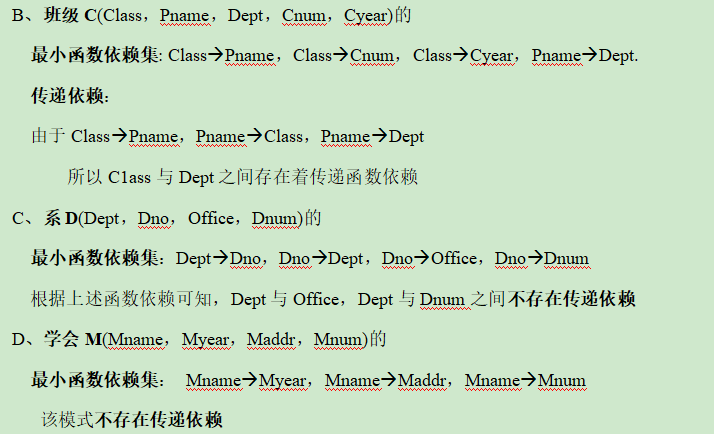 B、班级 C(Class，Pname，Dept，Cnum，Cyear)的
最小函数依赖集: Class→Pname，Class→Cnum，Class→Cyear，Pname→Dept.
传递依赖：
由于 Class→Pname，Pname→Class，Pname→Dept
所以 C1ass 与 Dept 之间存在着传递函数依赖
C、系 D(Dept，Dno，Office，Dnum)的
最小函数依赖集：Dept→Dno，Dno→Dept，Dno→Office，Dno→Dnum
根据上述函数依赖可知，Dept 与 Office，Dept 与 Dnum 之间不存在传递依赖
D、学会 M(Mname，Myear，Maddr，Mnum)的
最小函数依赖集： Mname→Myear，Mname→Maddr，Mname→Mnum
该模式不存在传递依赖